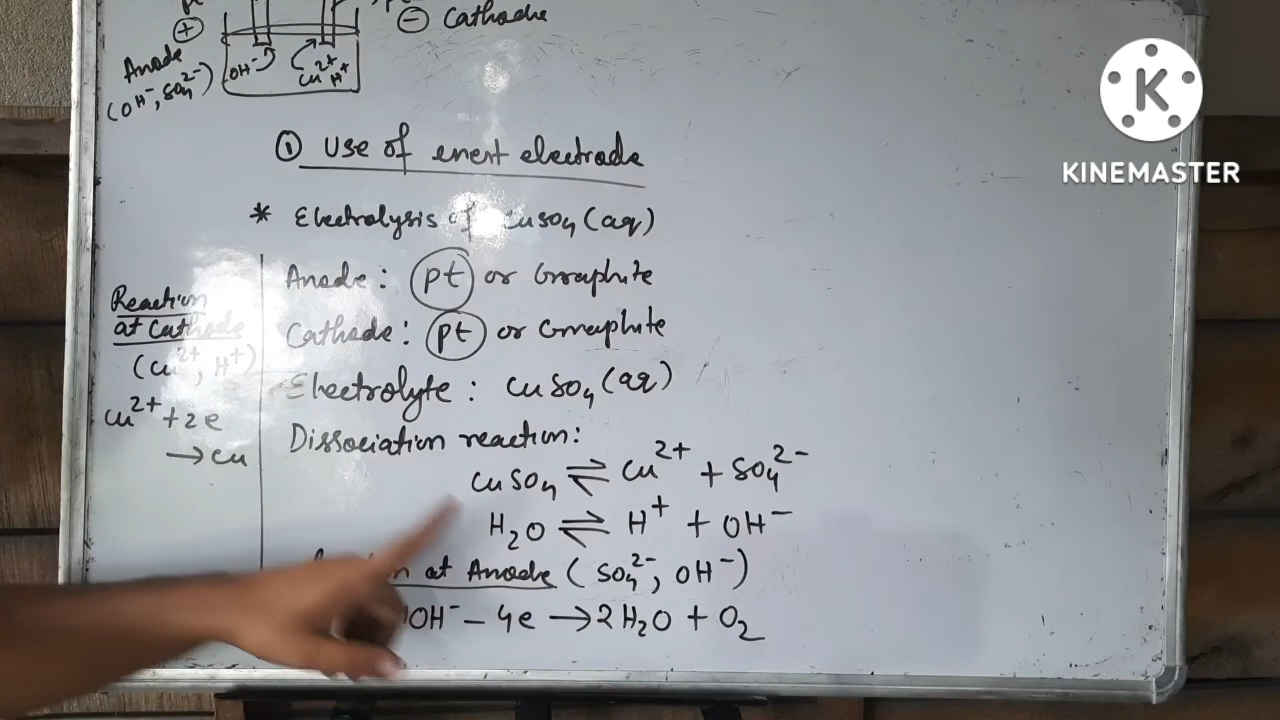 ⊕
⊖ Cathode
Anode
(OH⁻, SO₄²⁻)
OH⁻
Cu²⁺
H⁺
① Use of enert electrode
* Electrolysis of CuSO₄ (aq)
Anode: Pt or Graphite
Cathode: Pt or Graphite
Electrolyte: CuSO₄ (aq)
Dissociation reaction:
CuSO₄ ⇌ Cu²⁺ + SO₄²⁻
H₂O ⇌ H⁺ + OH⁻
at Anode (SO₄²⁻, OH⁻)
OH⁻ – 4e → 2H₂O + O₂
Reaction
at Cathode
(Cu²⁺, H⁺)
Cu²⁺ + 2e
→ Cu
K
KINEMASTER